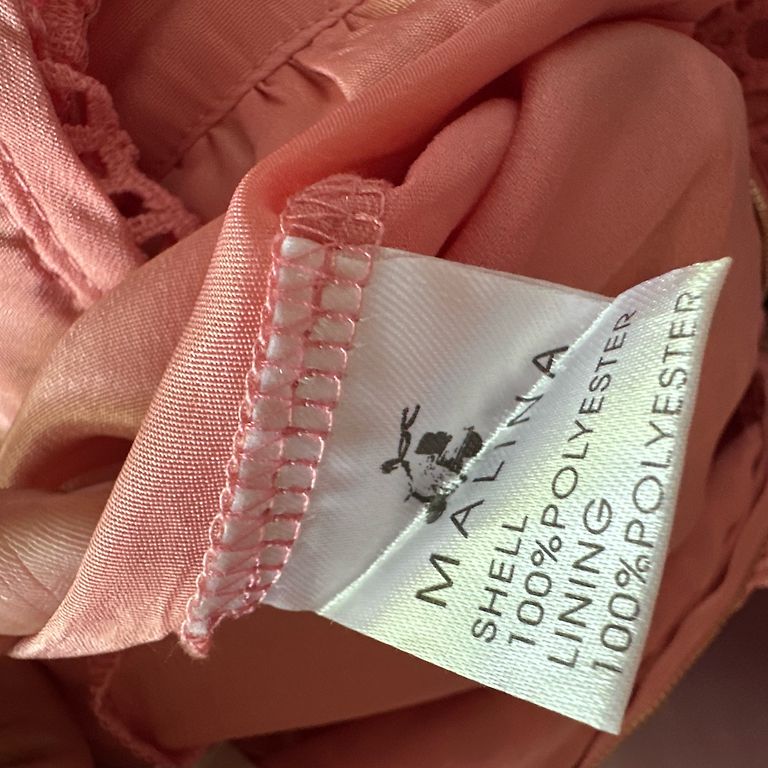 MALINA
SHELL
100%POLYESTER
LINING
100%POLYESTER